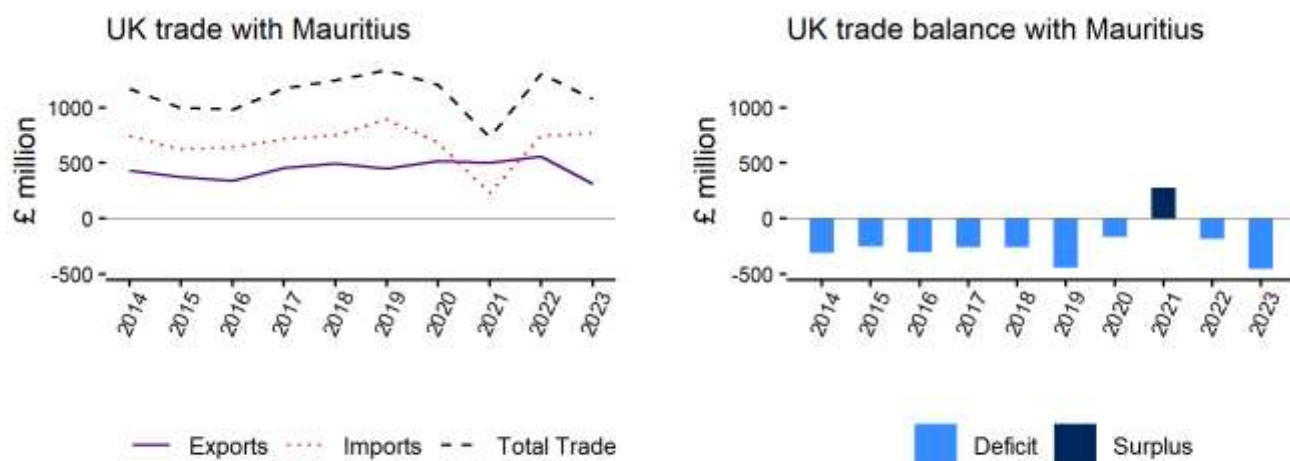 UK trade with Mauritius
£ million
1000
500
0
-500
2014 2015 2016 2017 2018 2019 2020 2021 2022 2023
Exports Imports Total Trade
UK trade balance with Mauritius
£ million
1000
500
0
-500
2014 2015 2016 2017 2018 2019 2020 2021 2022 2023
Deficit Surplus